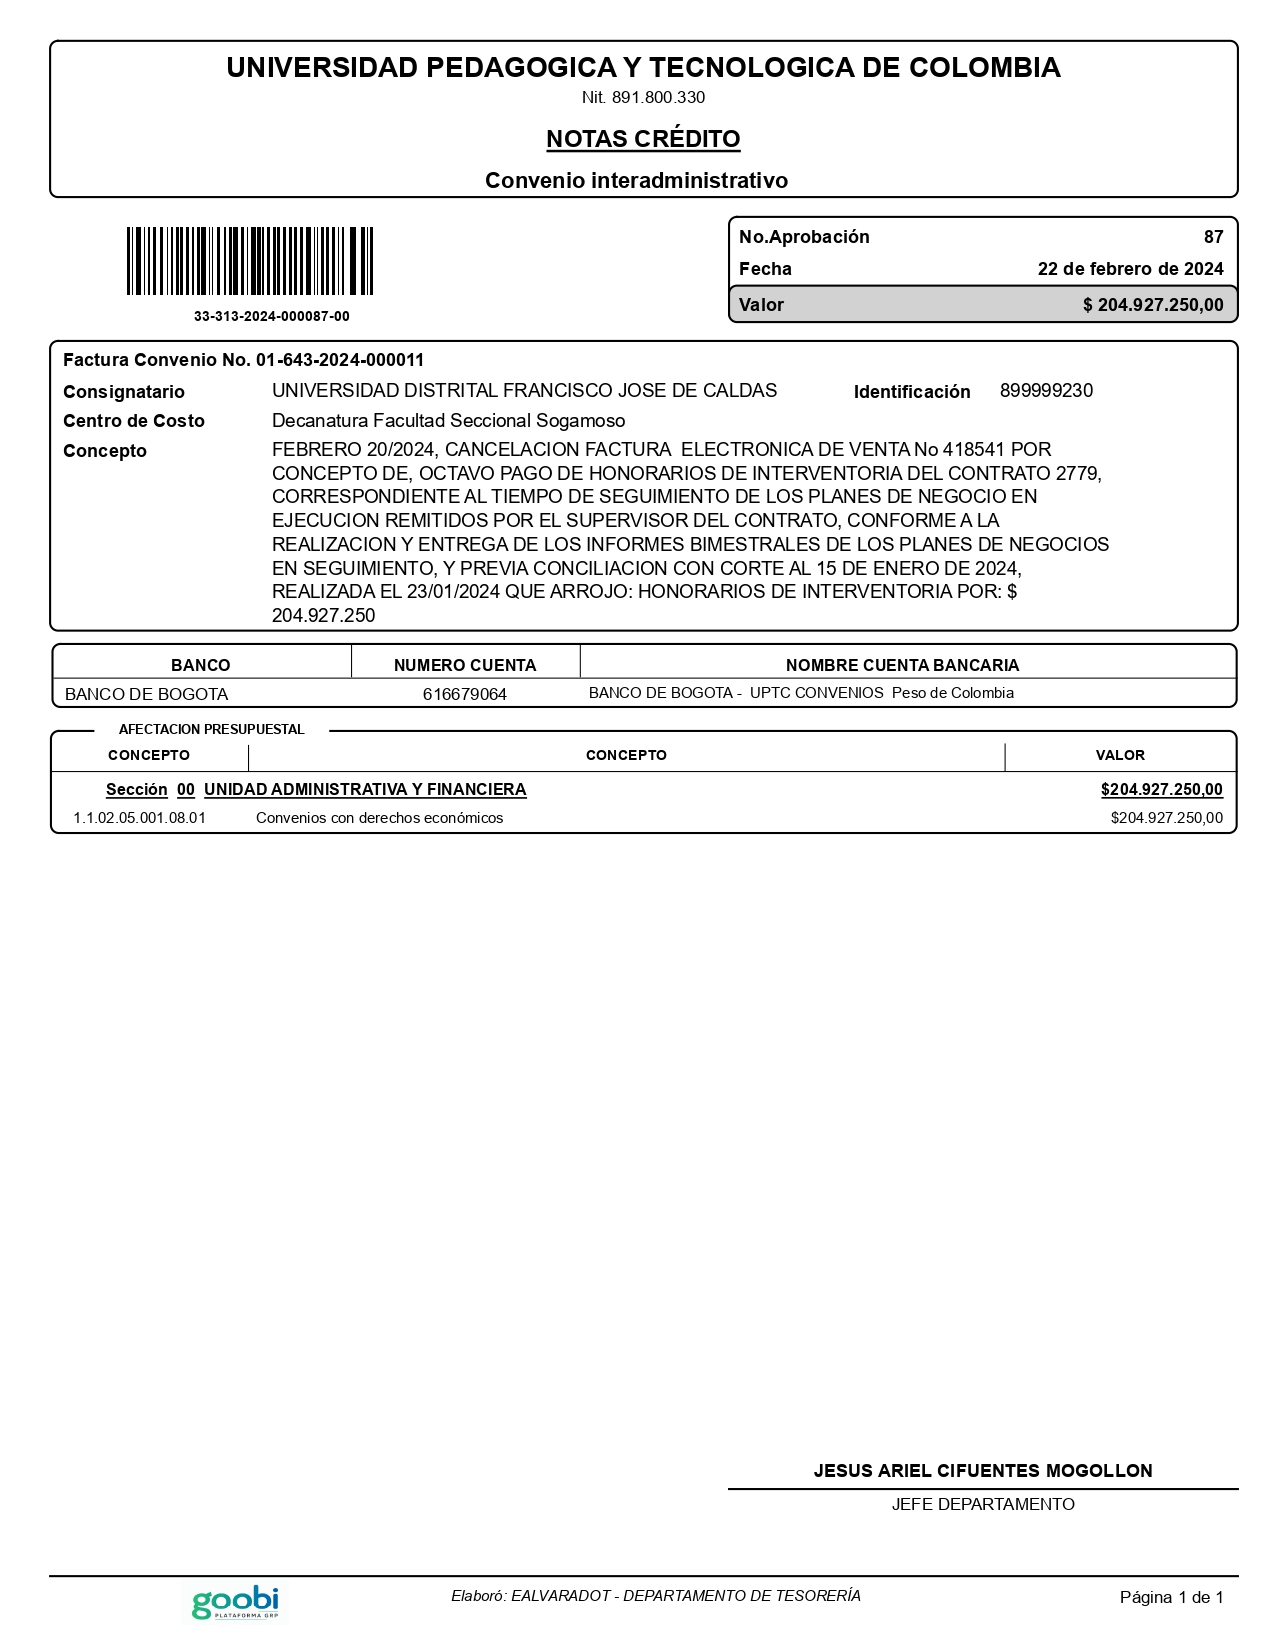 UNIVERSIDAD PEDAGOGICA Y TECNOLOGICA DE COLOMBIA
Nit. 891.800.330
NOTAS CRÉDITO
Convenio interadministrativo
33-313-2024-000087-00
No.Aprobación 87
Fecha 22 de febrero de 2024
Valor $ 204.927.250,00
Factura Convenio No. 01-643-2024-000011
Consignatario UNIVERSIDAD DISTRITAL FRANCISCO JOSE DE CALDAS Identificación 899999230
Centro de Costo Decanatura Facultad Seccional Sogamoso
Concepto FEBRERO 20/2024, CANCELACION FACTURA ELECTRONICA DE VENTA No 418541 POR
CONCEPTO DE, OCTAVO PAGO DE HONORARIOS DE INTERVENTORIA DEL CONTRATO 2779,
CORRESPONDIENTE AL TIEMPO DE SEGUIMIENTO DE LOS PLANES DE NEGOCIO EN
EJECUCION REMITIDOS POR EL SUPERVISOR DEL CONTRATO, CONFORME A LA
REALIZACION Y ENTREGA DE LOS INFORMES BIMESTRALES DE LOS PLANES DE NEGOCIOS
EN SEGUIMIENTO, Y PREVIA CONCILIACION CON CORTE AL 15 DE ENERO DE 2024,
REALIZADA EL 23/01/2024 QUE ARROJO: HONORARIOS DE INTERVENTORIA POR: $
204.927.250
BANCO NUMERO CUENTA NOMBRE CUENTA BANCARIA
BANCO DE BOGOTA 616679064 BANCO DE BOGOTA - UPTC CONVENIOS Peso de Colombia
AFECTACION PRESUPUESTAL
CONCEPTO CONCEPTO VALOR
Sección 00 UNIDAD ADMINISTRATIVA Y FINANCIERA $204.927.250,00
1.1.02.05.001.08.01 Convenios con derechos económicos $204.927.250,00
JESUS ARIEL CIFUENTES MOGOLLON
JEFE DEPARTAMENTO
goobi
PLATAFORMA GRP
Elaboró: EALVARADOT - DEPARTAMENTO DE TESORERÍA
Página 1 de 1